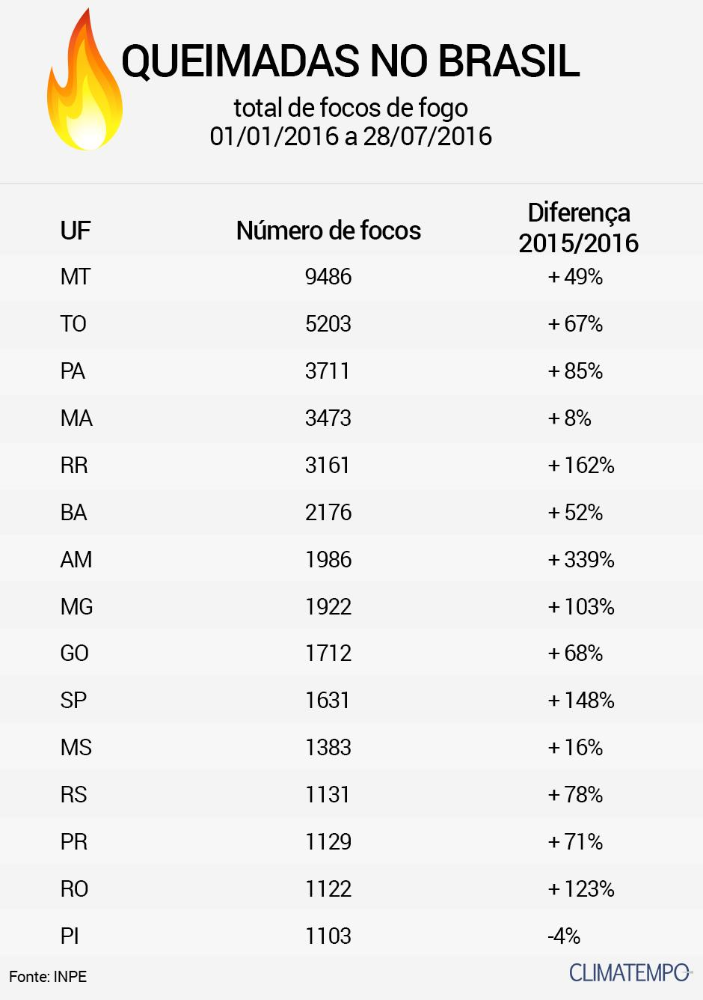 QUEIMADAS NO BRASIL
total de focos de fogo
01/01/2016 a 28/07/2016
UF Número de focos Diferença 2015/2016
MT 9486 + 49%
TO 5203 + 67%
PA 3711 + 85%
MA 3473 + 8%
RR 3161 + 162%
BA 2176 + 52%
AM 1986 + 339%
MG 1922 + 103%
GO 1712 + 68%
SP 1631 + 148%
MS 1383 + 16%
RS 1131 + 78%
PR 1129 + 71%
RO 1122 + 123%
PI 1103 -4%
Fonte: INPE
CLIMATEMPO